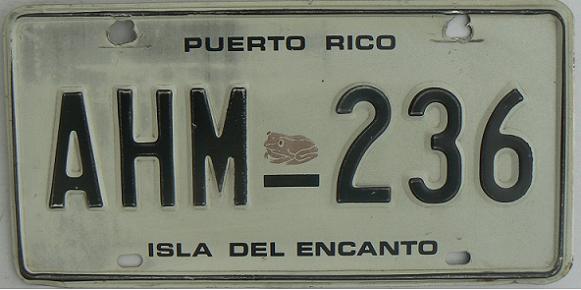 PUERTO RICO
AHM-236
ISLA DEL ENCANTO